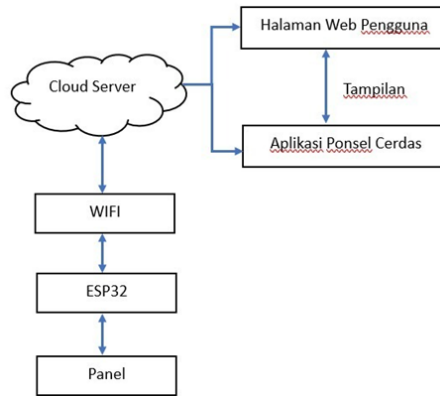 Halaman Web Pengguna
Cloud Server
Tampilan
Aplikasi Ponsel Cerdas
WIFI
ESP32
Panel